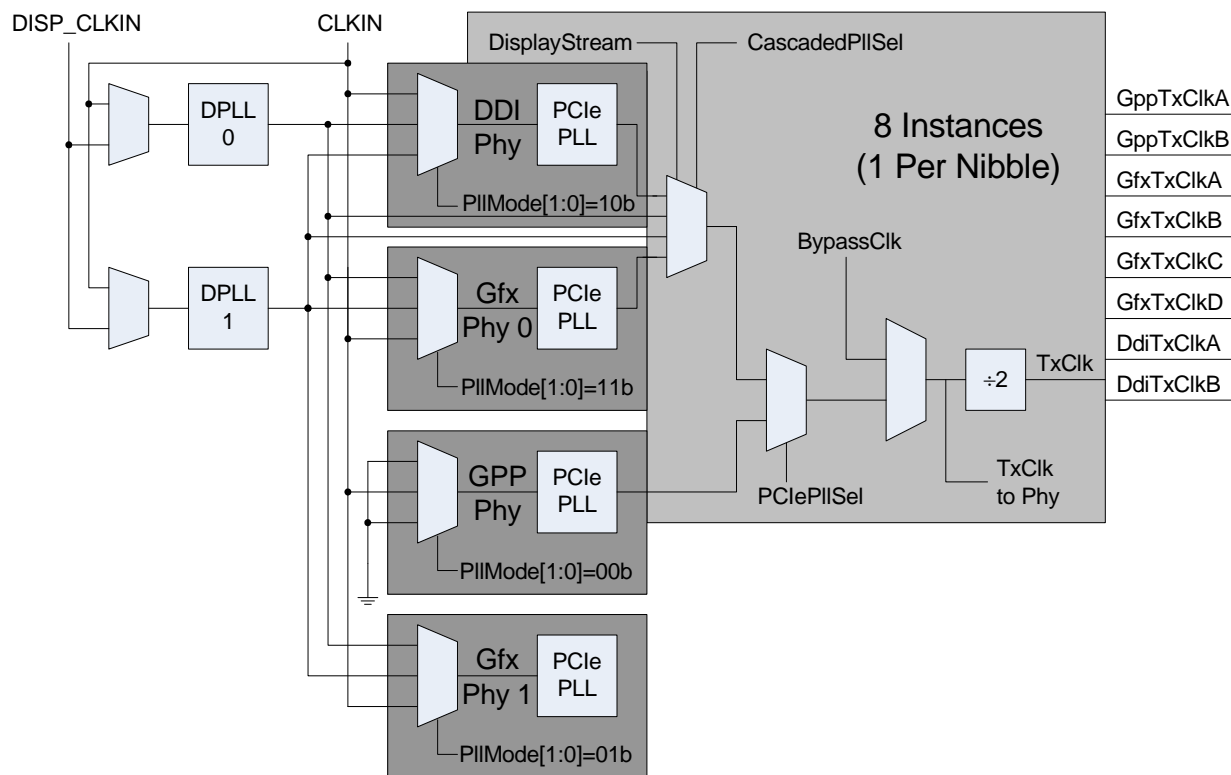 DISP_CLKIN
CLKIN
DisplayStream
CascadedPllSel
DPLL
0
DDI
Phy
PCIe
PLL
PllMode[1:0]=10b
8 Instances
(1 Per Nibble)
GppTxClkA
GppTxClkB
GfxTxClkA
GfxTxClkB
GfxTxClkC
GfxTxClkD
DdiTxClkA
DdiTxClkB
DPLL
1
Gfx
Phy 0
PCIe
PLL
PllMode[1:0]=11b
BypassClk
÷2
TxClk
TxClk
to Phy
PCIePllSel
GPP
Phy
PCIe
PLL
PllMode[1:0]=00b
Gfx
Phy 1
PCIe
PLL
PllMode[1:0]=01b